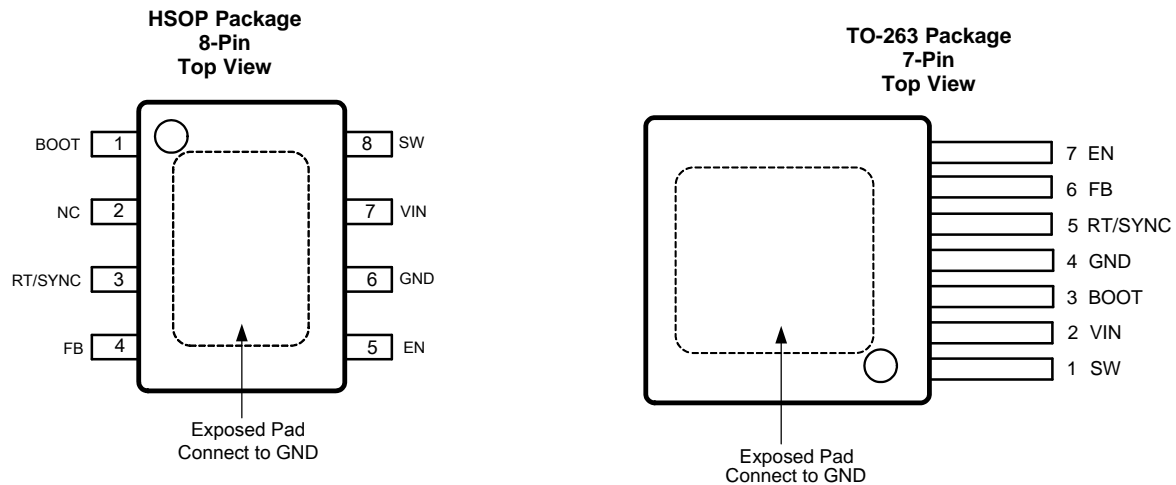 HSOP Package
8-Pin
Top View
BOOT 1
NC 2
RT/SYNC 3
FB 4
8 SW
7 VIN
6 GND
5 EN
Exposed Pad
Connect to GND
TO-263 Package
7-Pin
Top View
7 EN
6 FB
5 RT/SYNC
4 GND
3 BOOT
2 VIN
1 SW
Exposed Pad
Connect to GND